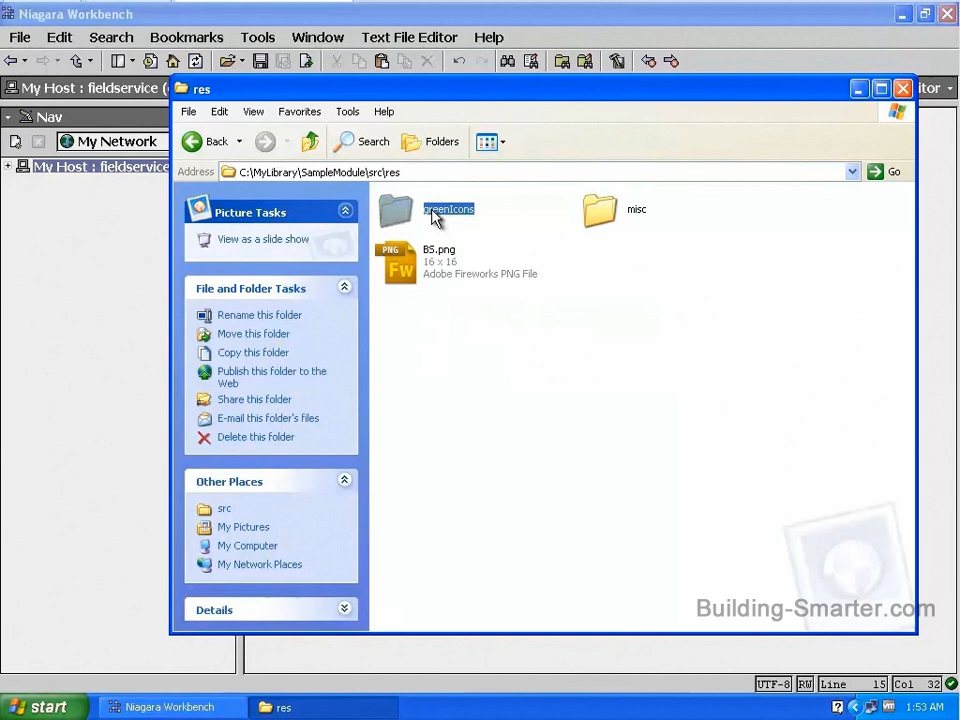 Niagara Workbench
File Edit Search Bookmarks Tools Window Text File Editor Help
My Host : fieldservice (
itor
res
File Edit View Favorites Tools Help
Nav
Back Search Folders
My Network
Address C:\MyLibrary\SampleModule\src\res Go
My Host : fieldservice
Picture Tasks
View as a slide show
greenIcons
misc
PNG
Fw
BS.png
16 x 16
Adobe Fireworks PNG File
File and Folder Tasks
Rename this folder
Move this folder
Copy this folder
Publish this folder to the
Web
Share this folder
E-mail this folder's files
Delete this folder
Other Places
src
My Pictures
My Computer
My Network Places
Details
Building-Smarter.com
UTF-8 RW Line 15 Col 32
start Niagara Workbench res 1:53 AM